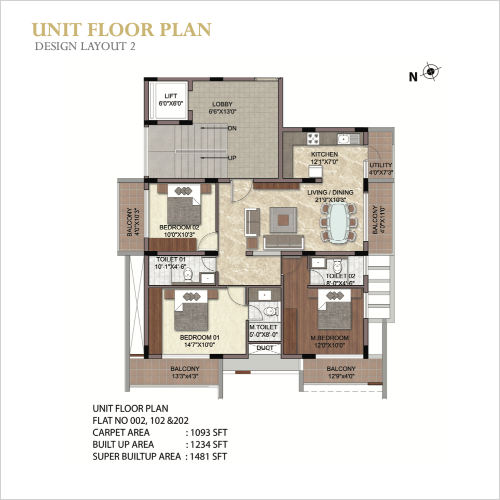 UNIT FLOOR PLAN
DESIGN LAYOUT 2
N
LIFT
6'0"X6'0"
LOBBY
6'6"X13'0"
DN
UP
KITCHEN
12'1"X7'0"
UTILITY
4'0"X7'3"
LIVING / DINING
21'9"X10'3"
BALCONY
4'0"X10'3"
BALCONY
4'0"X11'0"
BEDROOM 02
10'0"X10'3"
TOILET 01
10'-1"X4'-6"
TOILET 02
8'-0"X4'-6"
M.TOILET
5'-0"X8'-0"
BEDROOM 01
14'7"X10'0"
M.BEDROOM
12'0"X10'0"
DUCT
BALCONY
13'3"x4'3"
BALCONY
12'9"x4'0"
UNIT FLOOR PLAN
FLAT NO 002, 102 &202
CARPET AREA : 1093 SFT
BUILT UP AREA : 1234 SFT
SUPER BUILTUP AREA : 1481 SFT